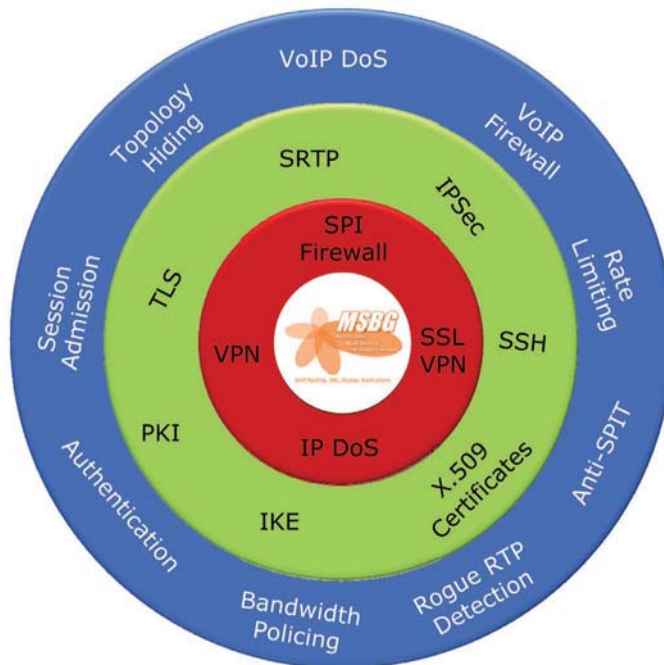 VoIP DoS
VoIP
Firewall
Rate
Limiting
Anti-SPIT
Rogue RTP
Detection
Bandwidth
Policing
Authentication
Session
Admission
Topology
Hiding
SRTP
IPSec
SSH
X.509
Certificates
IKE
PKI
TLS
SPI
Firewall
SSL
VPN
IP DoS
VPN
MSBG